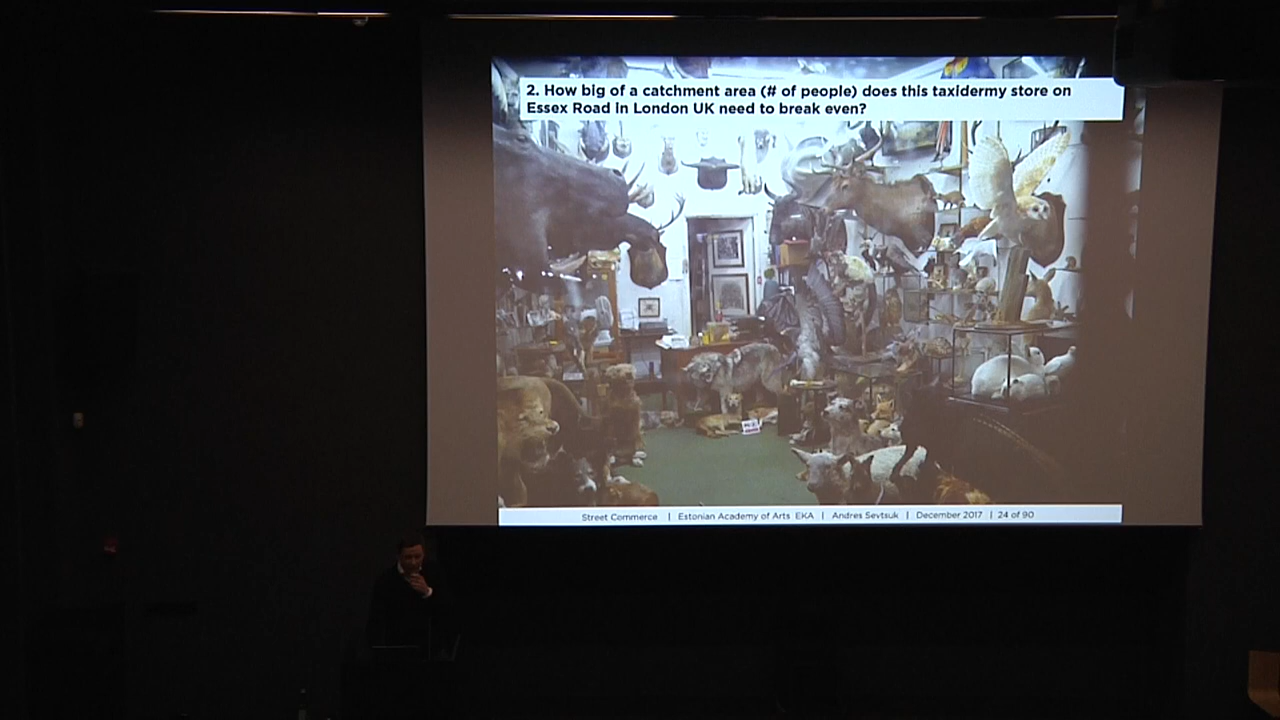 2. How big of a catchment area (# of people) does this taxidermy store on
Essex Road in London UK need to break even?
Street Commerce | Estonian Academy of Arts EKA | Andres Sevtsuk | December 2017 | 24 of 90